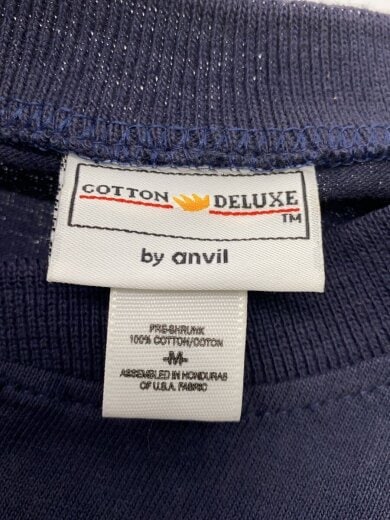 COTTON DELUXE
TM
by anvil
PRE-SHRUNK
100% COTTON/COTON
-M-
ASSEMBLED IN HONDURAS
OF U.S.A. FABRIC